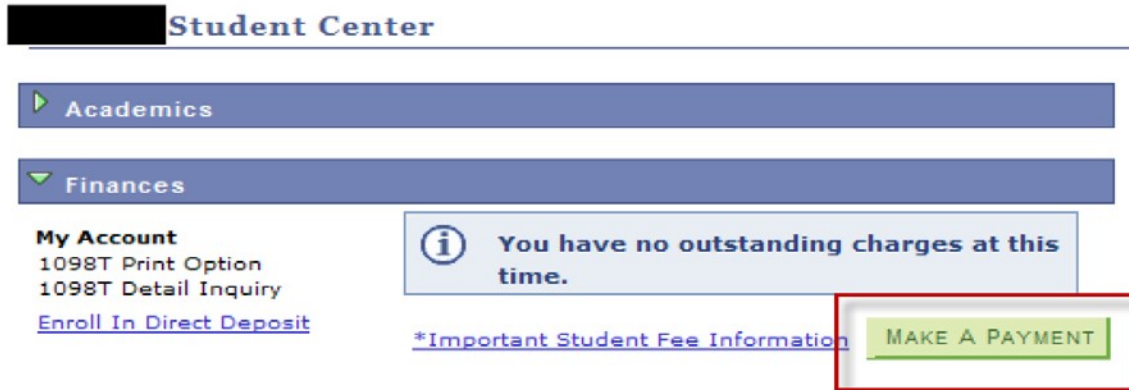 Student Center
Academics
Finances
My Account
1098T Print Option
1098T Detail Inquiry
Enroll In Direct Deposit
You have no outstanding charges at this
time.
*Important Student Fee Information
MAKE A PAYMENT